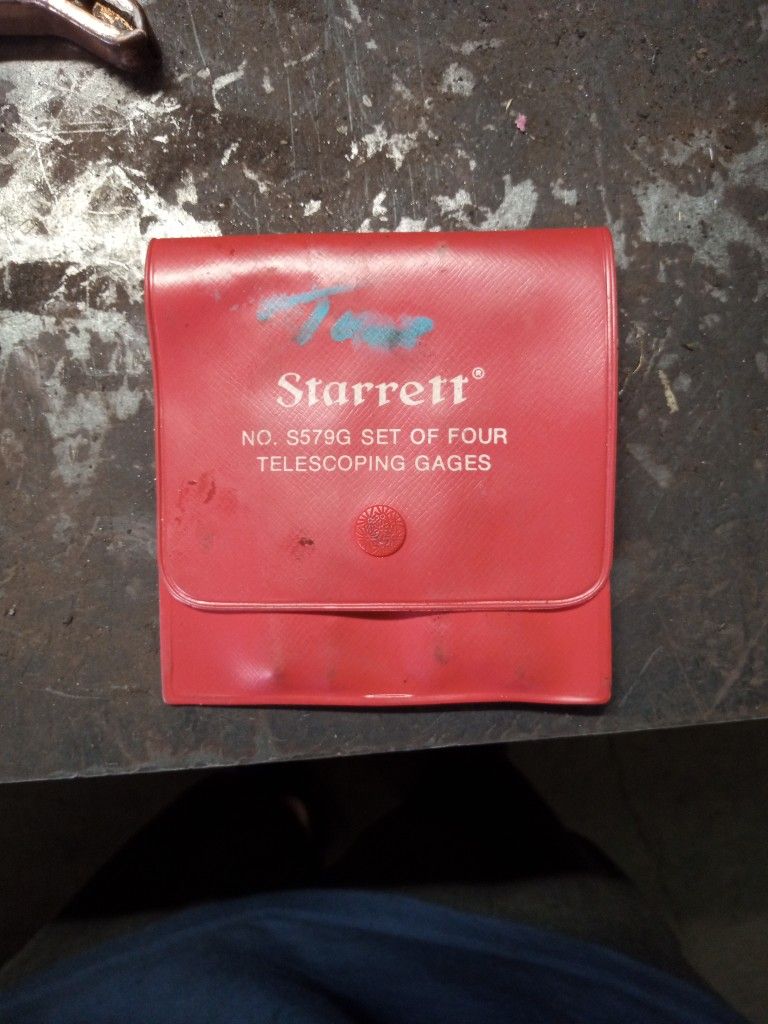 Starrett®
NO. S579G SET OF FOUR
TELESCOPING GAGES